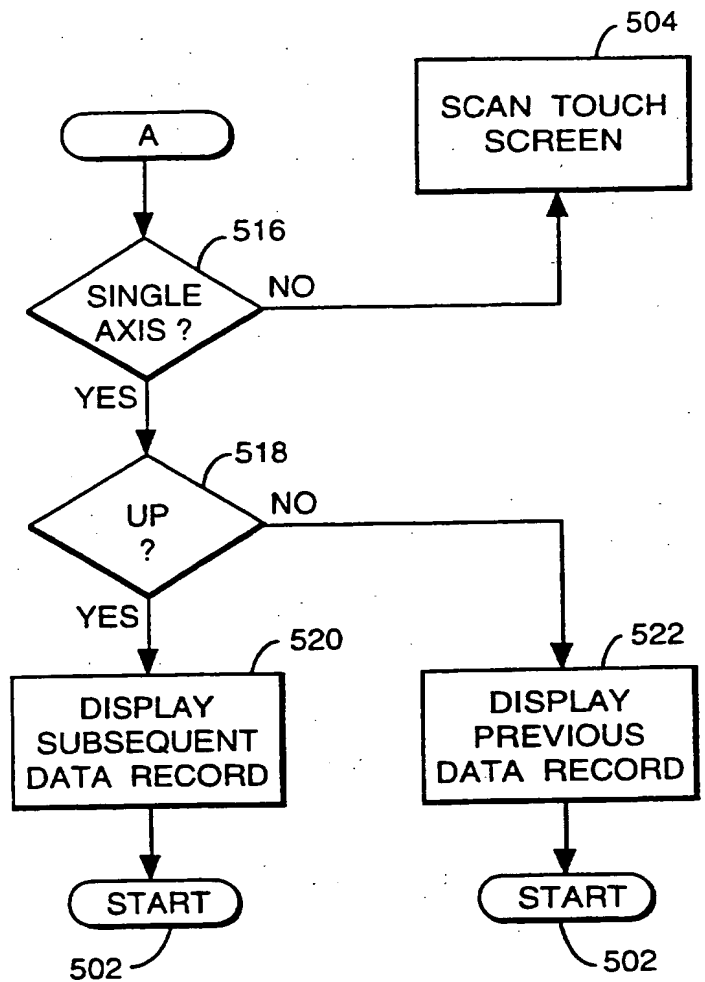 504
SCAN TOUCH
SCREEN
A
516
SINGLE
AXIS ?
NO
YES
518
UP
?
NO
YES
520
DISPLAY
SUBSEQUENT
DATA RECORD
522
DISPLAY
PREVIOUS
DATA RECORD
START
502
START
502